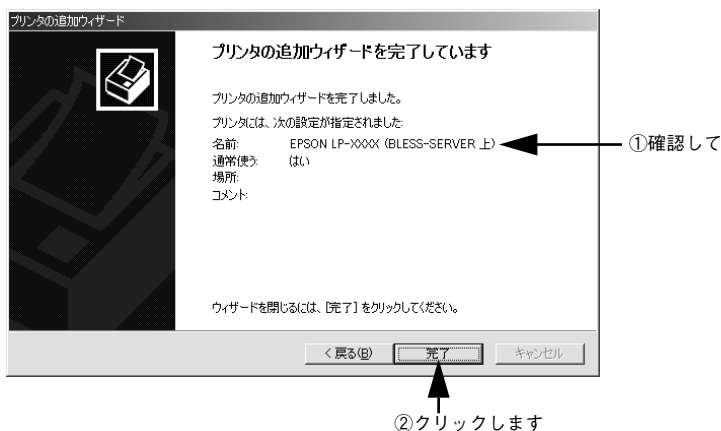 プリンタの追加ウィザード
プリンタの追加ウィザードを完了しています
プリンタの追加ウィザードを完了しました。
プリンタには、次の設定が指定されました:
名前: EPSON LP-XXXX (BLESS-SERVER 上)
①確認して
通常使う: はい
場所:
コメント:
ウィザードを閉じるには、[完了] をクリックしてください。
< 戻る(B) 完了 キャンセル
②クリックします